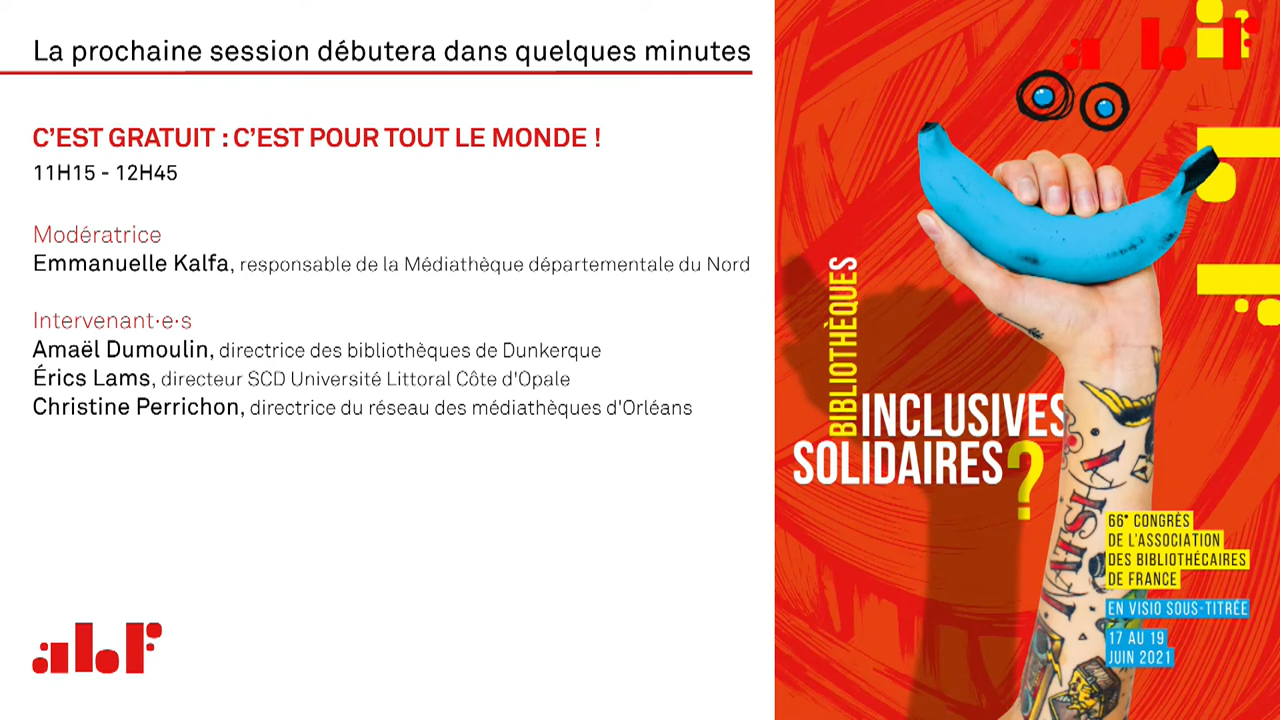 La prochaine session débutera dans quelques minutes
C'EST GRATUIT : C'EST POUR TOUT LE MONDE !
11H15 - 12H45
Modératrice
Emmanuelle Kalfa, responsable de la Médiathèque départementale du Nord
Intervenant·e·s
Amaël Dumoulin, directrice des bibliothèques de Dunkerque
Érics Lams, directeur SCD Université Littoral Côte d'Opale
Christine Perrichon, directrice du réseau des médiathèques d'Orléans
abf
abf
BIBLIOTHÈQUES
INCLUSIVES
SOLIDAIRES ?
66e CONGRÈS
DE L'ASSOCIATION
DES BIBLIOTHÉCAIRES
DE FRANCE
EN VISIO SOUS-TITRÉE
17 AU 19
JUIN 2021